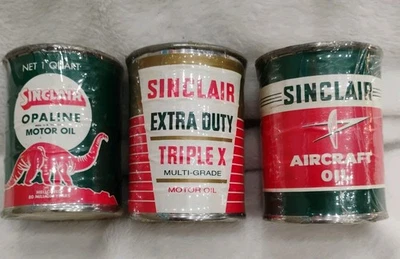 NET 1 QUART
SINCLAIR
OPALINE
MOTOR OIL
SINCLAIR
EXTRA DUTY
TRIPLE X
MULTI-GRADE
MOTOR OIL
SINCLAIR
AIRCRAFT
OIL